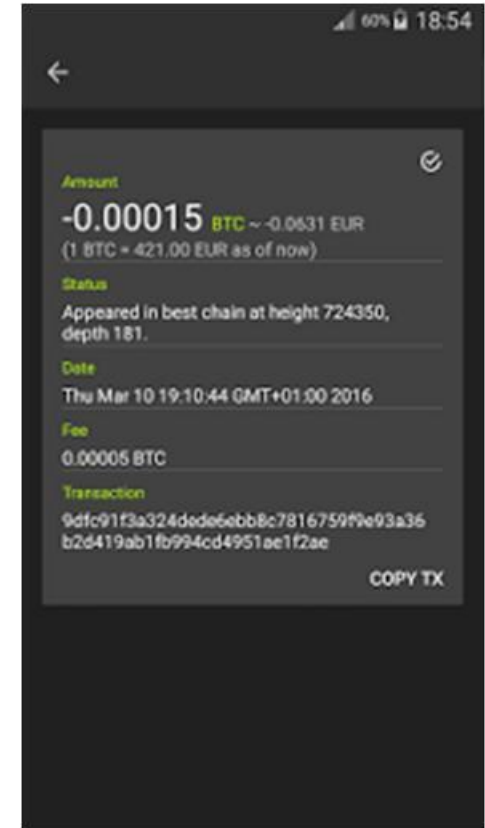 60% 18:54
Amount
-0.00015 BTC ~ -0.0631 EUR
(1 BTC = 421.00 EUR as of now)
Status
Appeared in best chain at height 724350,
depth 181.
Date
Thu Mar 10 19:10:44 GMT+01:00 2016
Fee
0.00005 BTC
Transaction
9dfc91f3a324dede6ebb8c7816759f9e93a36
b2d419ab1fb994cd4951ae1f2ae
COPY TX